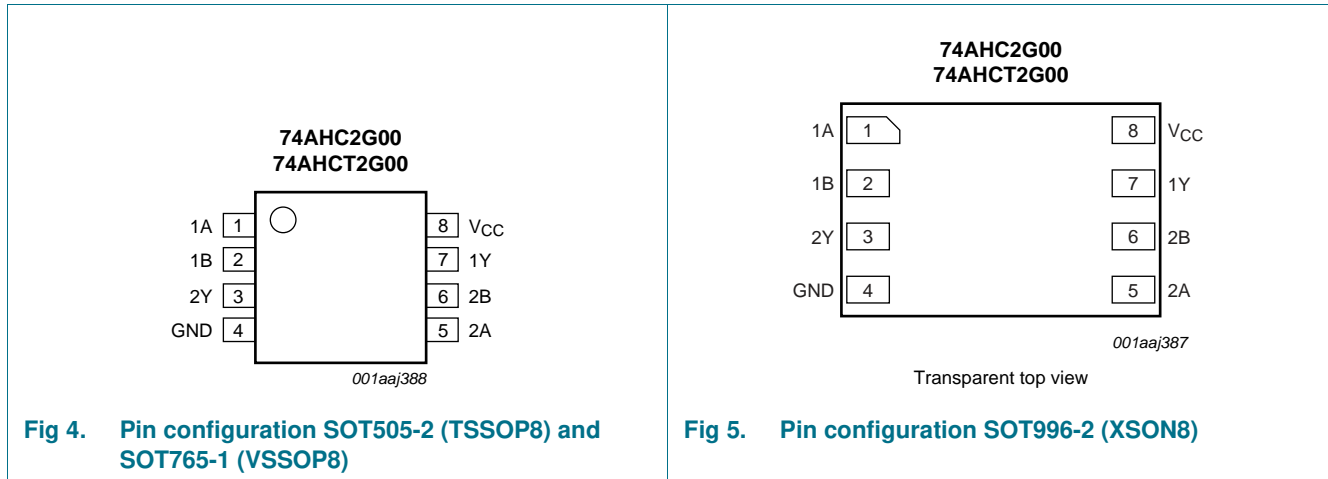 74AHC2G00
74AHCT2G00
1A 1 8 VCC
1B 2 7 1Y
2Y 3 6 2B
GND 4 5 2A
001aaj388
Fig 4. Pin configuration SOT505-2 (TSSOP8) and
SOT765-1 (VSSOP8)
74AHC2G00
74AHCT2G00
1A 1 8 VCC
1B 2 7 1Y
2Y 3 6 2B
GND 4 5 2A
001aaj387
Transparent top view
Fig 5. Pin configuration SOT996-2 (XSON8)